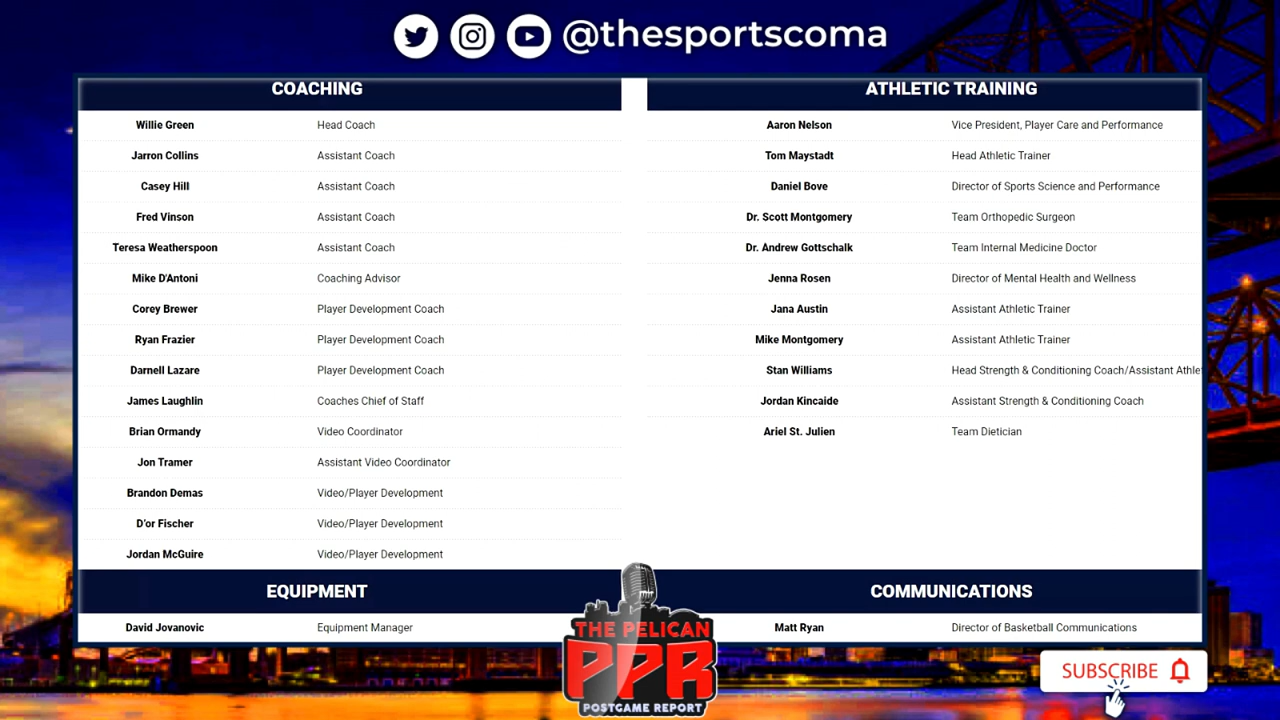 @thesportscoma
COACHING
Willie Green Head Coach
Jarron Collins Assistant Coach
Casey Hill Assistant Coach
Fred Vinson Assistant Coach
Teresa Weatherspoon Assistant Coach
Mike D'Antoni Coaching Advisor
Corey Brewer Player Development Coach
Ryan Frazier Player Development Coach
Darnell Lazare Player Development Coach
James Laughlin Coaches Chief of Staff
Brian Ormandy Video Coordinator
Jon Tramer Assistant Video Coordinator
Brandon Demas Video/Player Development
D'or Fischer Video/Player Development
Jordan McGuire Video/Player Development
EQUIPMENT
David Jovanovic Equipment Manager
ATHLETIC TRAINING
Aaron Nelson Vice President, Player Care and Performance
Tom Maystadt Head Athletic Trainer
Daniel Bove Director of Sports Science and Performance
Dr. Scott Montgomery Team Orthopedic Surgeon
Dr. Andrew Gottschalk Team Internal Medicine Doctor
Jenna Rosen Director of Mental Health and Wellness
Jana Austin Assistant Athletic Trainer
Mike Montgomery Assistant Athletic Trainer
Stan Williams Head Strength & Conditioning Coach/Assistant Athle
Jordan Kincaide Assistant Strength & Conditioning Coach
Ariel St. Julien Team Dietician
COMMUNICATIONS
Matt Ryan Director of Basketball Communications
THE PELICAN
PPR
POSTGAME REPORT
SUBSCRIBE